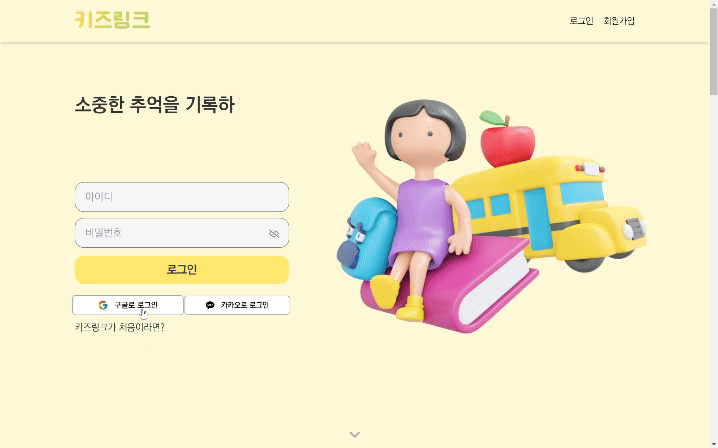 키즈링크
로그인 회원가입
소중한 추억을 기록하
아이디
비밀번호
로그인
구글로 로그인 카카오로 로그인
키즈링크가 처음이라면?